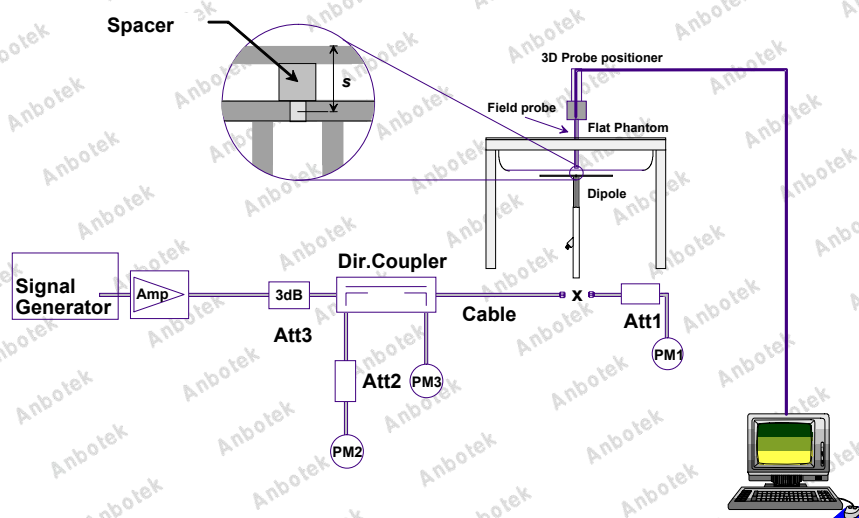 Spacer
s
3D Probe positioner
Field probe
Flat Phantom
Dipole
Dir.Coupler
Signal
Generator
Amp
3dB
Att3
Cable
x
Att1
PM1
Att2
PM3
PM2
Anbotek